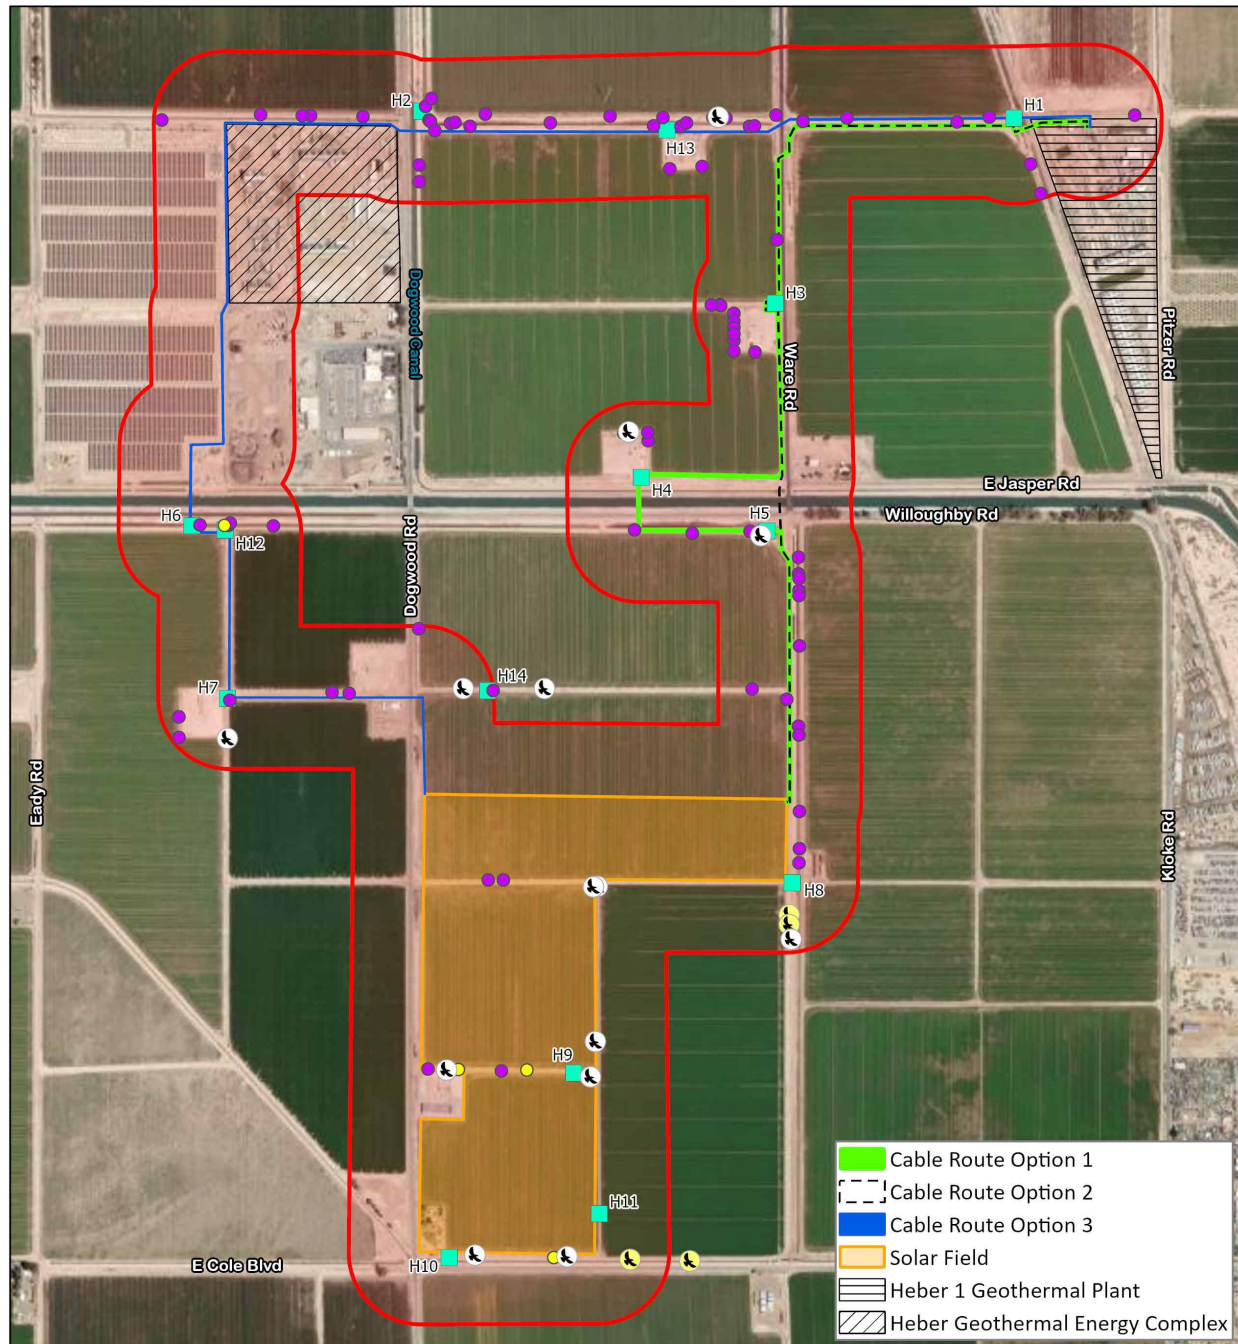 H2
H1
H13
Dogwood Canal
H3
Pitzer Rd
Ware Rd
H4
E Jasper Rd
H6
H5
Willoughby Rd
H12
Dogwood Rd
H14
H7
Eady Rd
Kloke Rd
H8
H9
H11
H10
E Cole Blvd
Cable Route Option 1
Cable Route Option 2
Cable Route Option 3
Solar Field
Heber 1 Geothermal Plant
Heber Geothermal Energy Complex